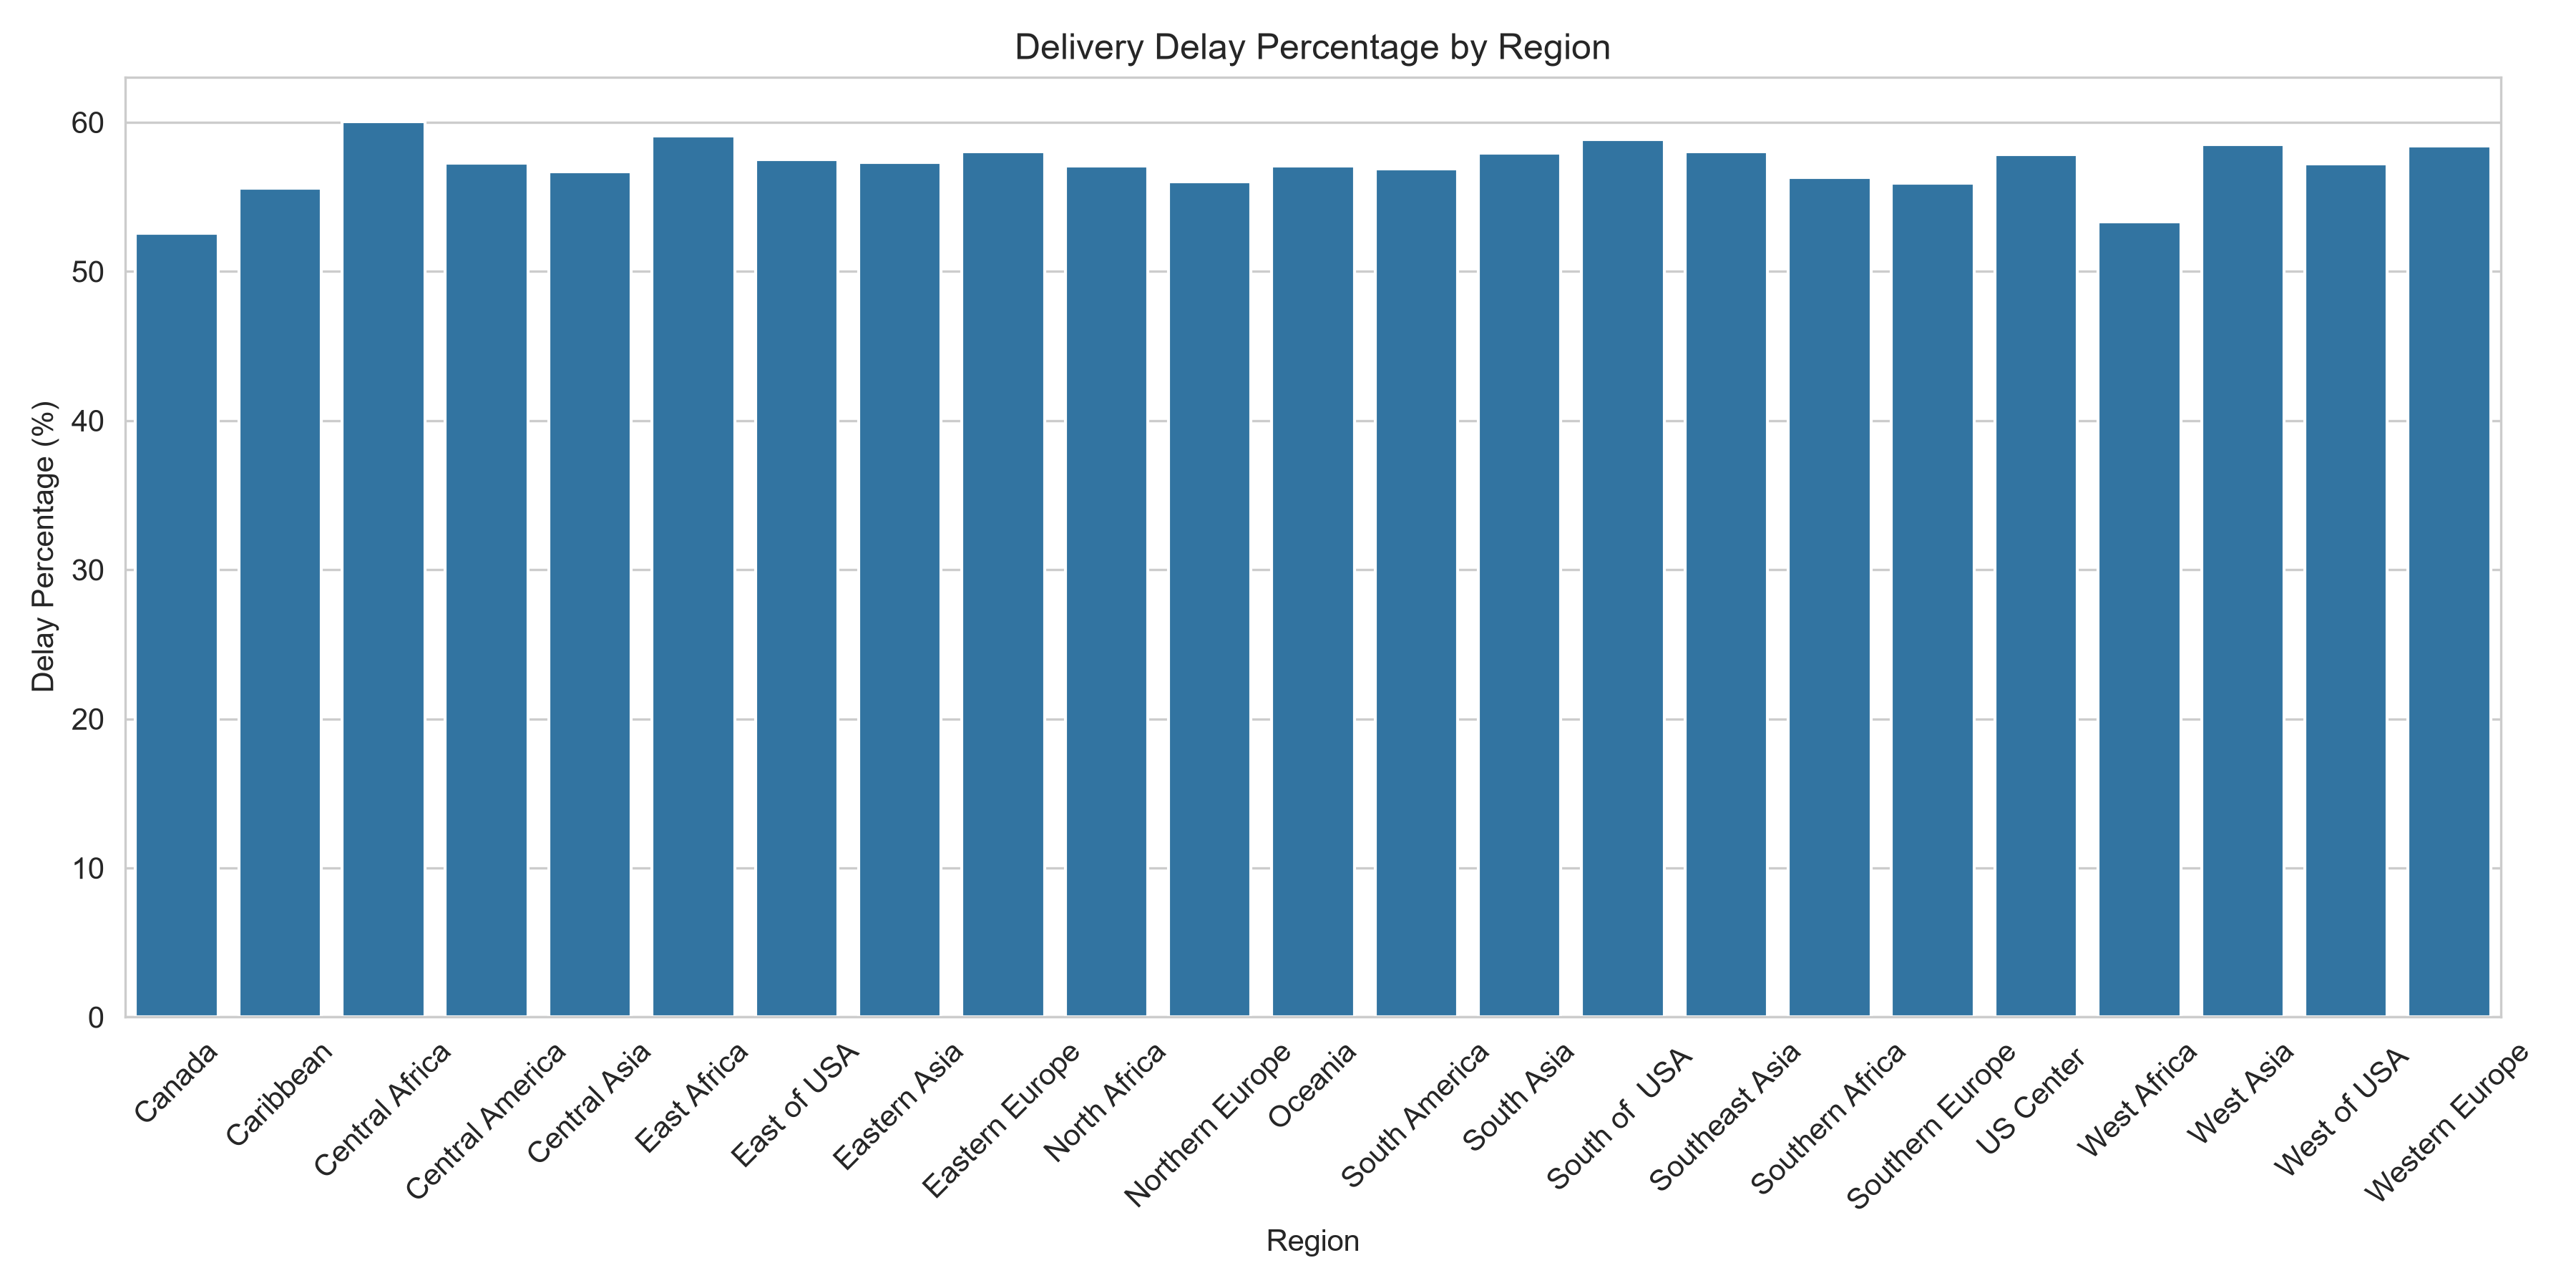 Delivery Delay Percentage by Region
Delay Percentage (%)
60
50
40
30
20
10
0
Canada
Caribbean
Central Africa
Central America
Central Asia
East Africa
East of USA
Eastern Asia
Eastern Europe
North Africa
Northern Europe
Oceania
South America
South Asia
South of  USA
Southeast Asia
Southern Africa
Southern Europe
US Center
West Africa
West Asia
West of USA
Western Europe
Region